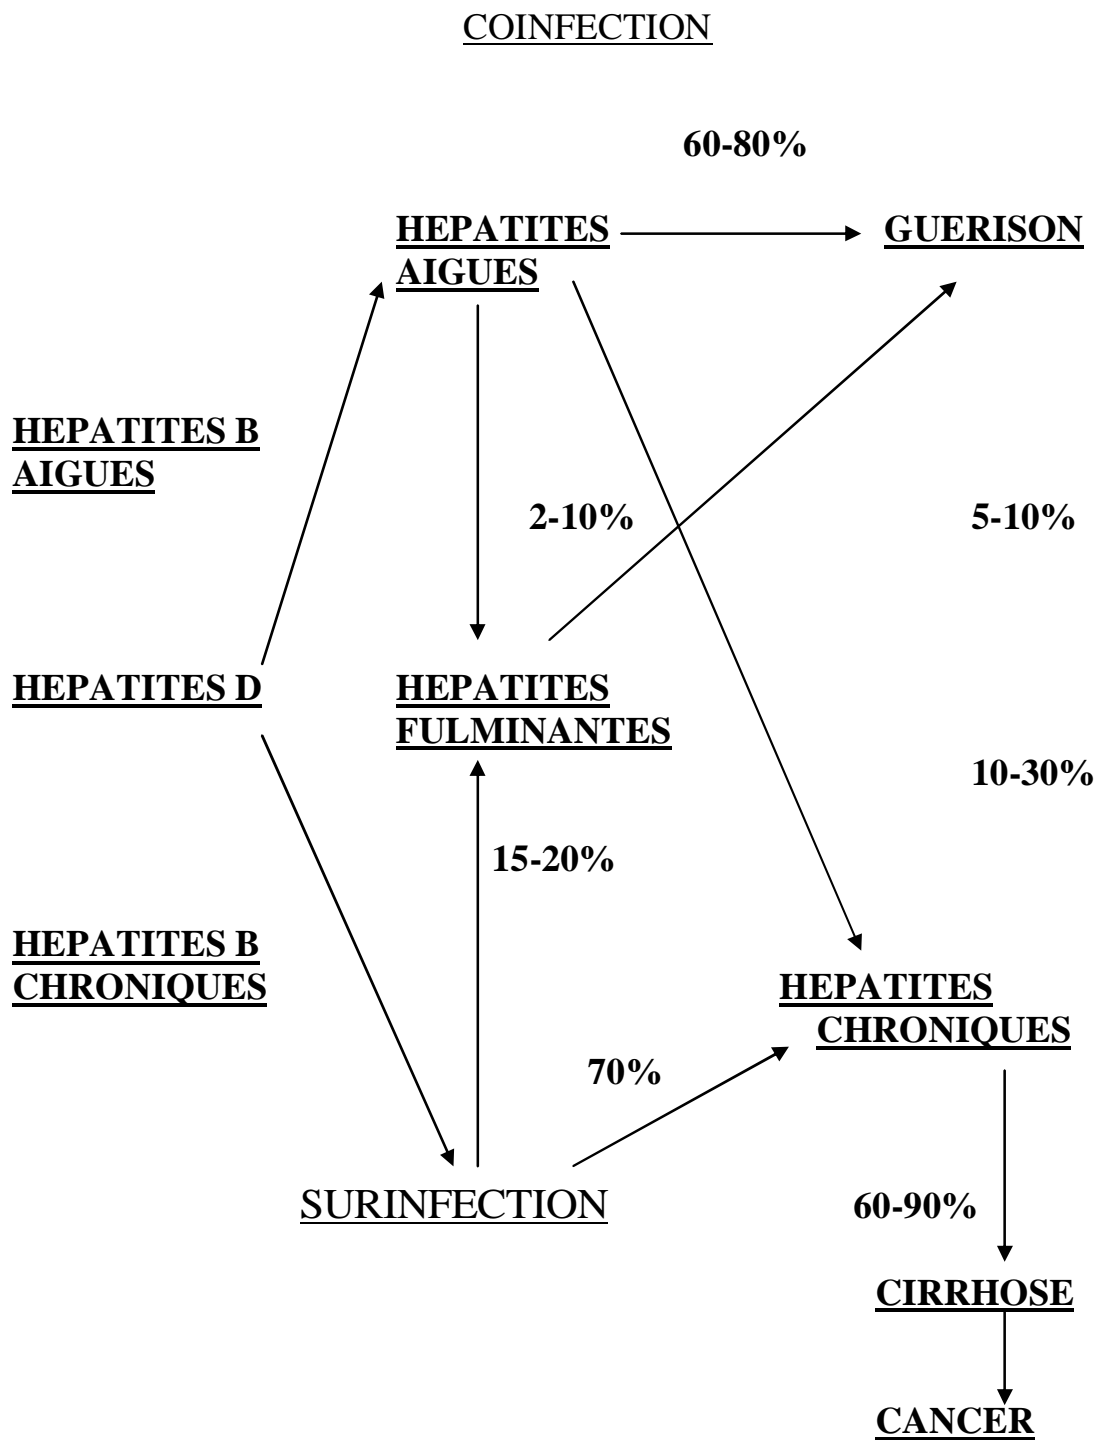 COINFECTION
60-80%
HEPATITES
AIGUES
GUERISON
HEPATITES B
AIGUES
2-10%
5-10%
HEPATITES D
HEPATITES
FULMINANTES
10-30%
15-20%
HEPATITES B
CHRONIQUES
HEPATITES
CHRONIQUES
70%
SURINFECTION
60-90%
CIRRHOSE
CANCER